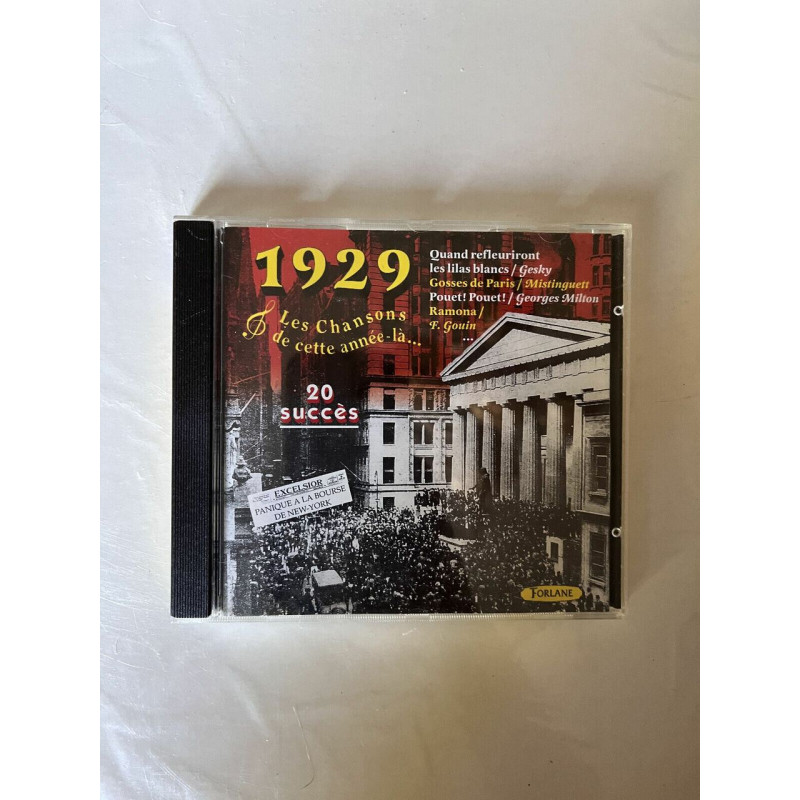 1929
Les Chansons
de cette année-là...
20
succès
Quand refleuriront
les lilas blancs / Gesky
Gosses de Paris / Mistinguett
Pouet! Pouet! / Georges Milton
Ramona /
F. Gouin
...
EXCELSIOR
PANIQUE A LA BOURSE
DE NEW-YORK
FORLANE